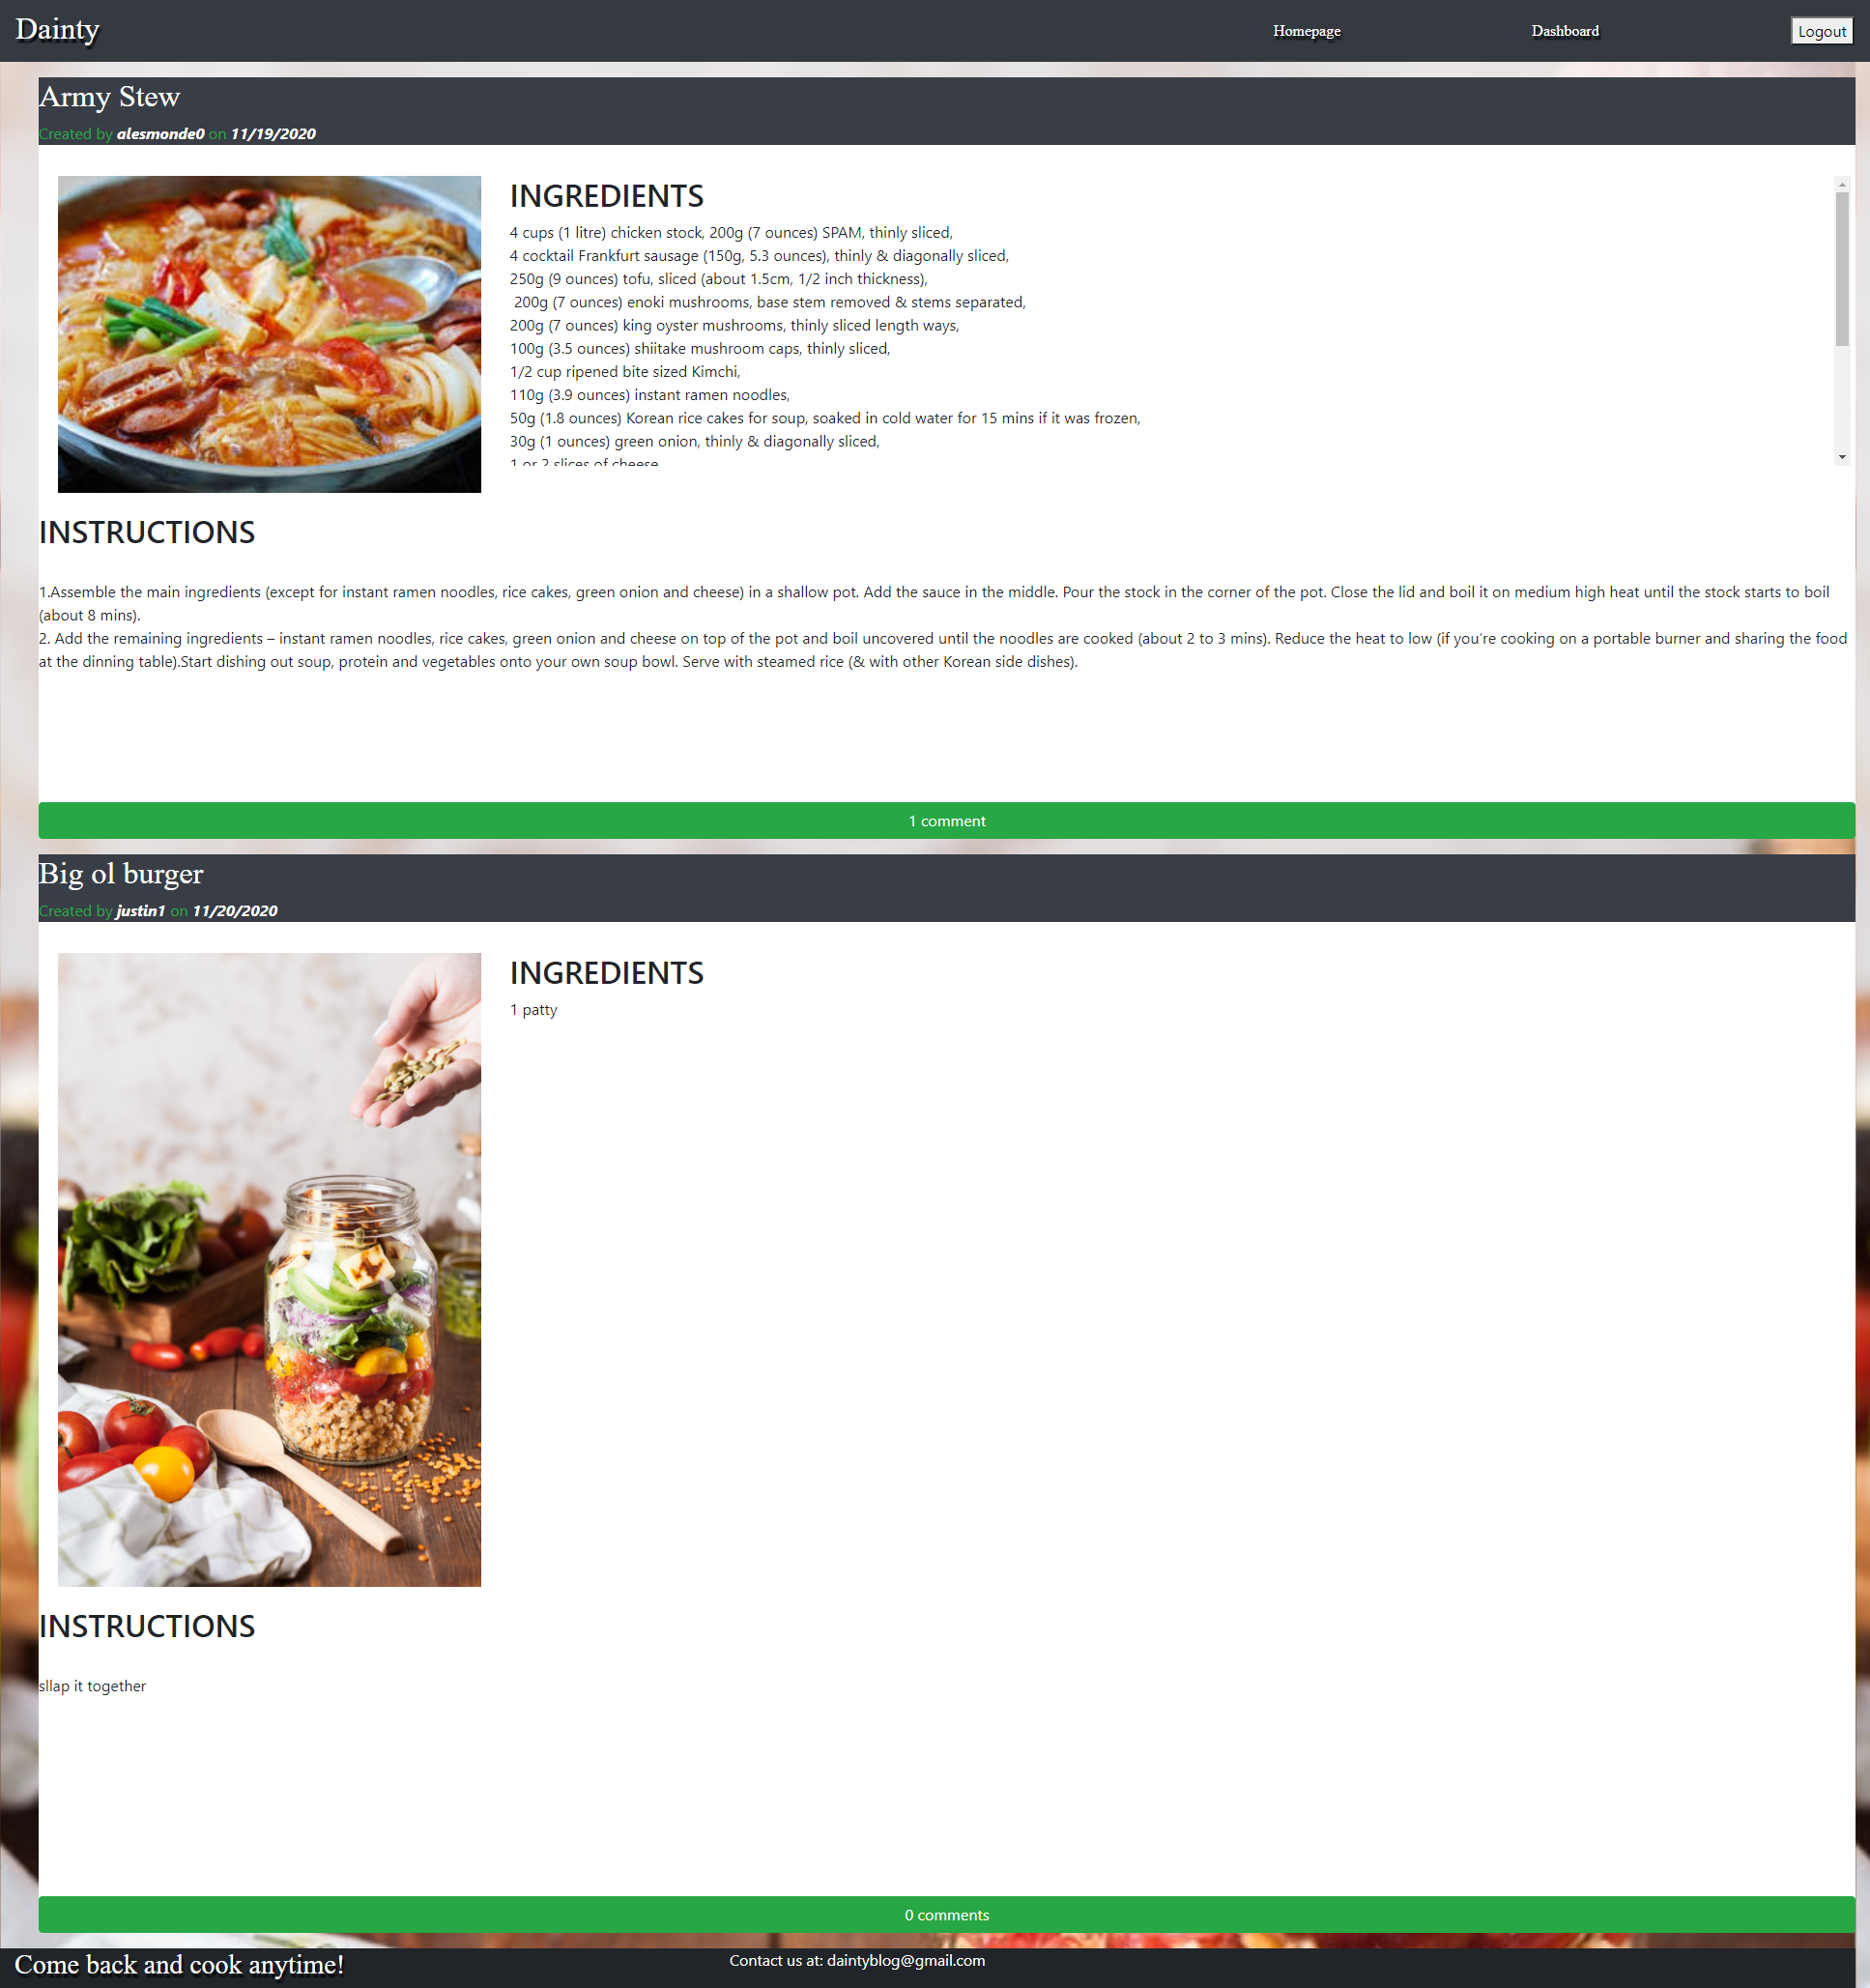 Dainty
Homepage
Dashboard
Logout
Army Stew
Created by alesmonde0 on 11/19/2020
INGREDIENTS
4 cups (1 litre) chicken stock, 200g (7 ounces) SPAM, thinly sliced,
4 cocktail Frankfurt sausage (150g, 5.3 ounces), thinly & diagonally sliced,
250g (9 ounces) tofu, sliced (about 1.5cm, 1/2 inch thickness),
200g (7 ounces) enoki mushrooms, base stem removed & stems separated,
200g (7 ounces) king oyster mushrooms, thinly sliced length ways,
100g (3.5 ounces) shiitake mushroom caps, thinly sliced,
1/2 cup ripened bite sized Kimchi,
110g (3.9 ounces) instant ramen noodles,
50g (1.8 ounces) Korean rice cakes for soup, soaked in cold water for 15 mins if it was frozen,
30g (1 ounces) green onion, thinly & diagonally sliced,
1 or 2 slices of cheese
INSTRUCTIONS
1.Assemble the main ingredients (except for instant ramen noodles, rice cakes, green onion and cheese) in a shallow pot. Add the sauce in the middle. Pour the stock in the corner of the pot. Close the lid and boil it on medium high heat until the stock starts to boil
(about 8 mins).
2. Add the remaining ingredients – instant ramen noodles, rice cakes, green onion and cheese on top of the pot and boil uncovered until the noodles are cooked (about 2 to 3 mins). Reduce the heat to low (if you're cooking on a portable burner and sharing the food
at the dinning table).Start dishing out soup, protein and vegetables onto your own soup bowl. Serve with steamed rice (& with other Korean side dishes).
1 comment
Big ol burger
Created by justin1 on 11/20/2020
INGREDIENTS
1 patty
INSTRUCTIONS
sllap it together
0 comments
Come back and cook anytime!
Contact us at: daintyblog@gmail.com